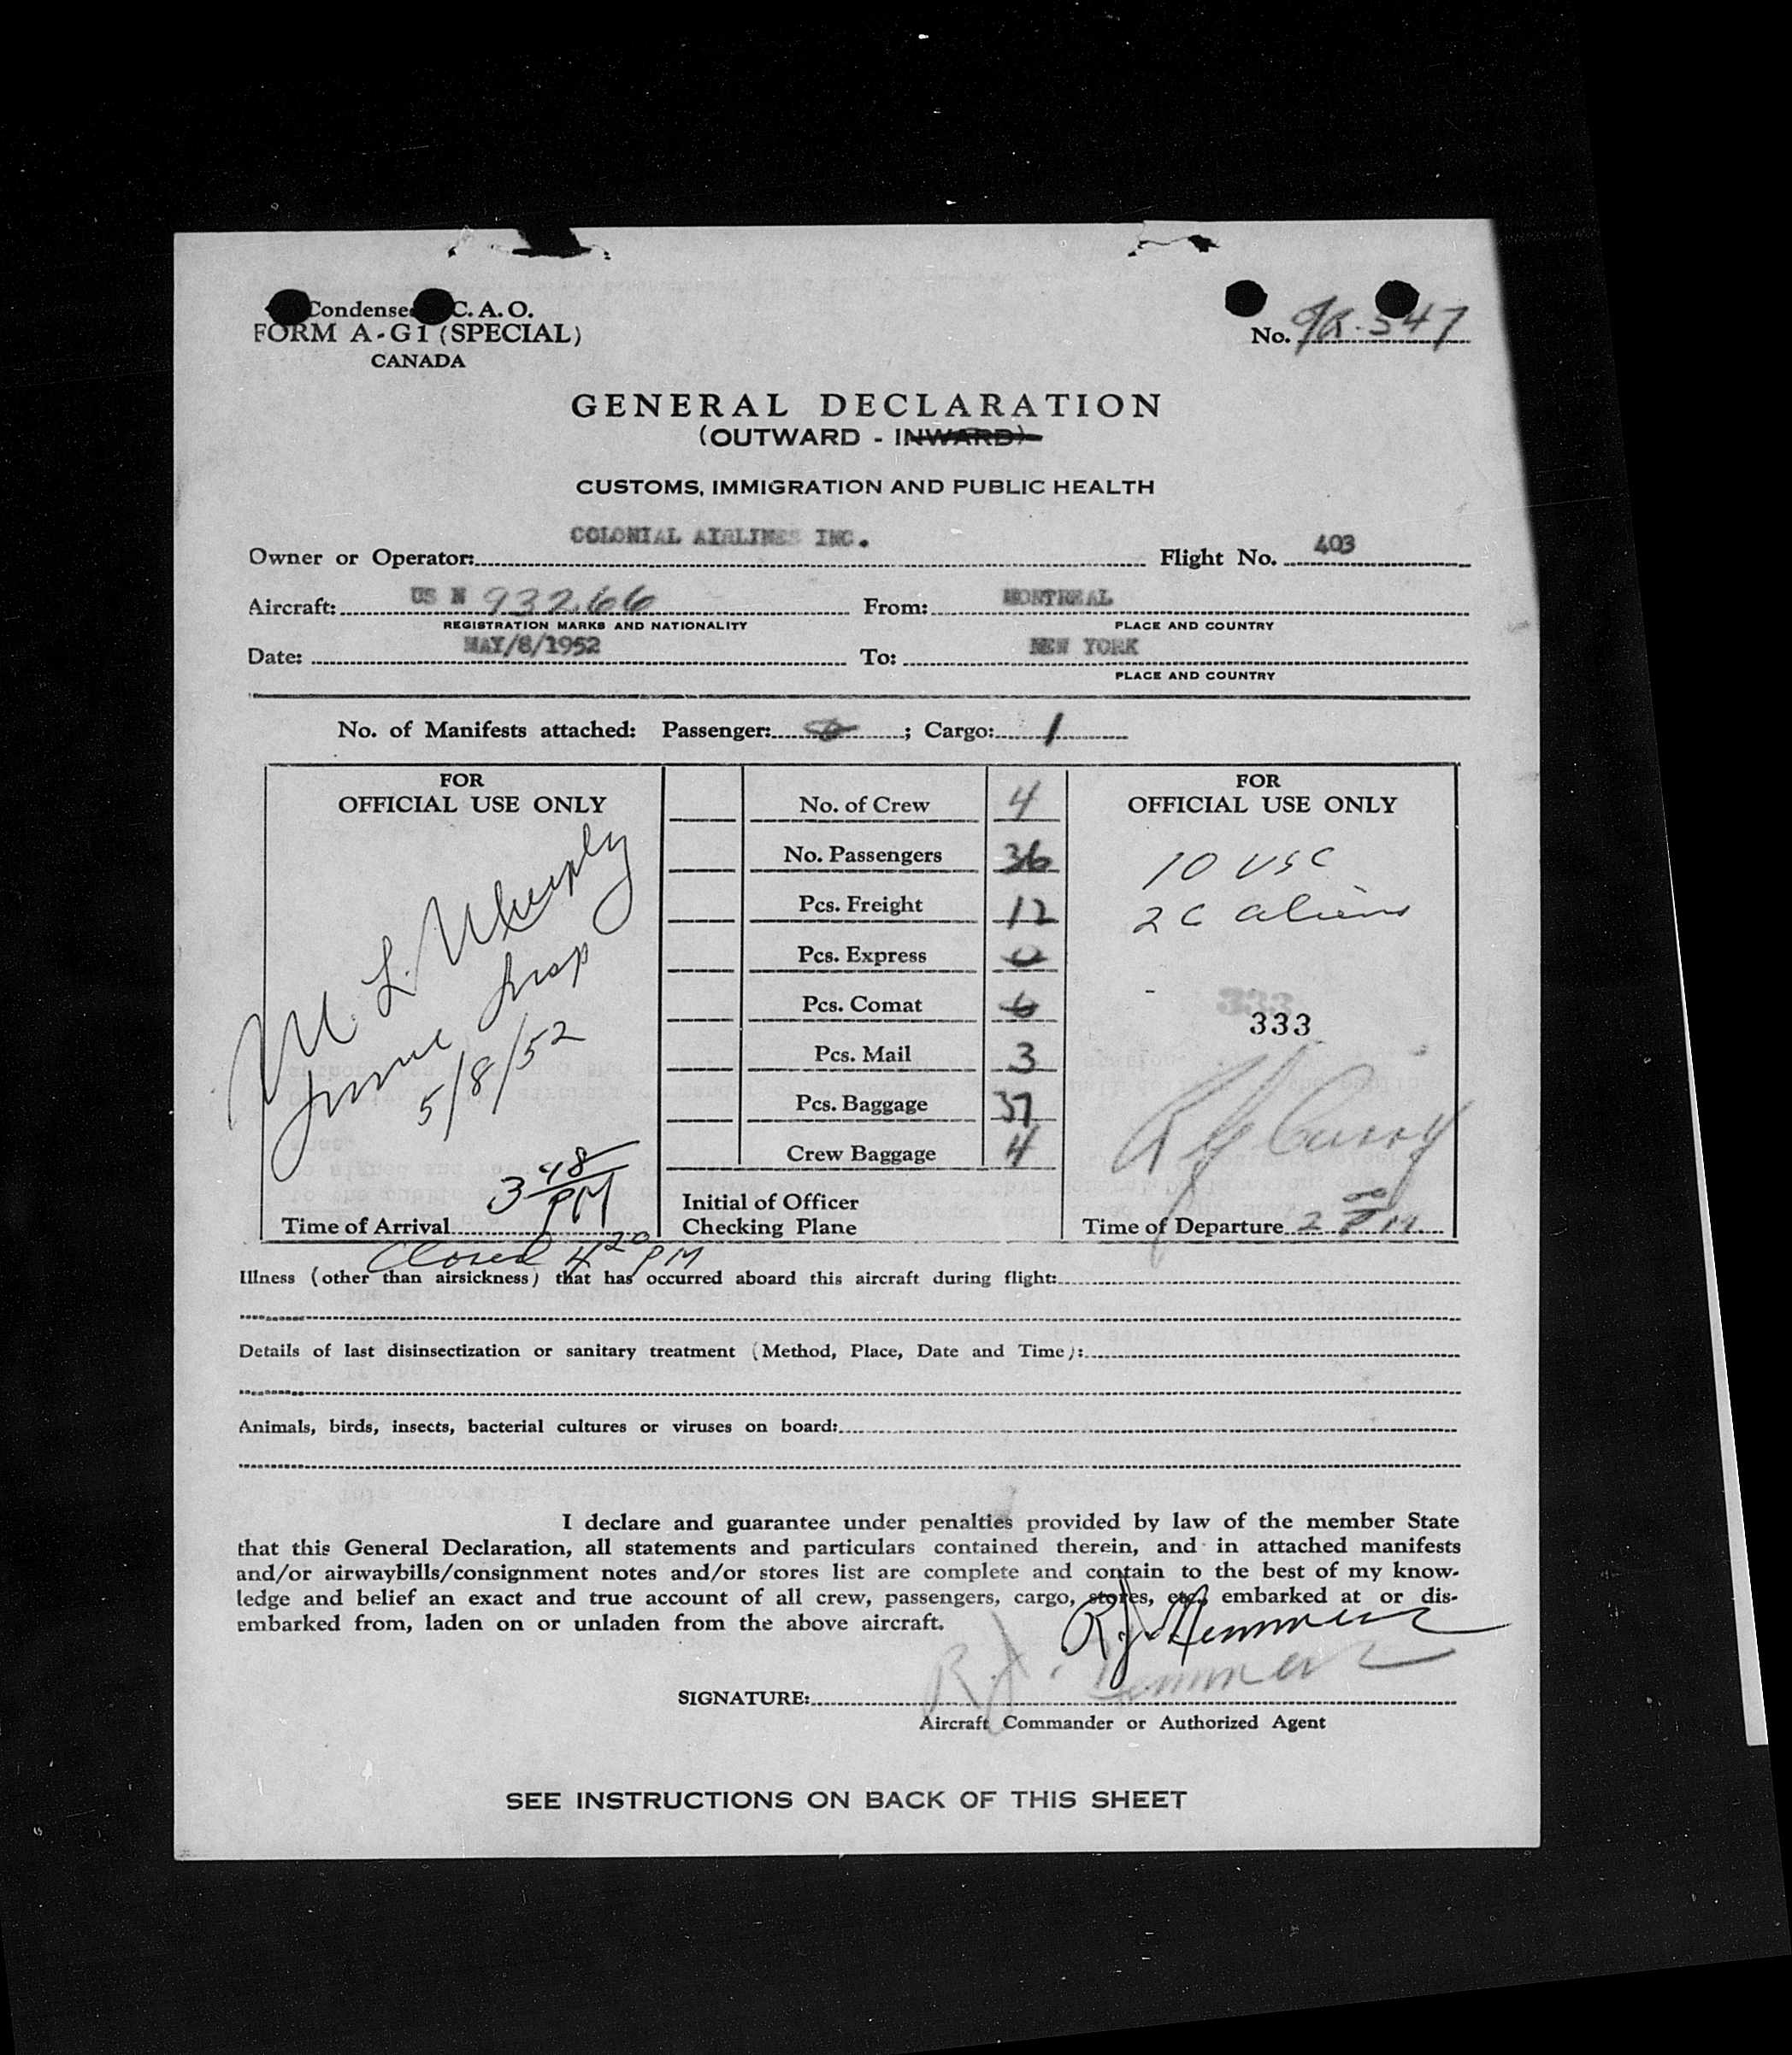 Condense C. A. O.
FORM A-G1 (SPECIAL)
CANADA
No. 547
GENERAL DECLARATION
(OUTWARD - INWARD)
CUSTOMS, IMMIGRATION AND PUBLIC HEALTH
Owner or Operator: COLONIAL AIRLINES INC. Flight No. 403
Aircraft: US N 93266 From: MONTREAL
REGISTRATION MARKS AND NATIONALITY PLACE AND COUNTRY
Date: MAY/8/1952 To: NEW YORK
PLACE AND COUNTRY
No. of Manifests attached: Passenger: ; Cargo: 1
FOR
OFFICIAL USE ONLY
M. L.
Insp
5/8/52
3 48 PM
Time of Arrival
Closed 4 20 PM
No. of Crew 4
No. Passengers 36
Pcs. Freight 12
Pcs. Express 0
Pcs. Comat
Pcs. Mail 3
Pcs. Baggage 37
Crew Baggage 4
Initial of Officer
Checking Plane
FOR
OFFICIAL USE ONLY
10 USC
26 aliens
333
333
Time of Departure 2 00 PM
Illness (other than airsickness) that has occurred aboard this aircraft during flight:
Details of last disinsectization or sanitary treatment (Method, Place, Date and Time):
Animals, birds, insects, bacterial cultures or viruses on board:
I declare and guarantee under penalties provided by law of the member State
that this General Declaration, all statements and particulars contained therein, and in attached manifests
and/or airwaybills/consignment notes and/or stores list are complete and contain to the best of my know-
ledge and belief an exact and true account of all crew, passengers, cargo, stores, etc., embarked at or dis-
embarked from, laden on or unladen from the above aircraft.
R.J.
R.J.
SIGNATURE:
Aircraft Commander or Authorized Agent
SEE INSTRUCTIONS ON BACK OF THIS SHEET